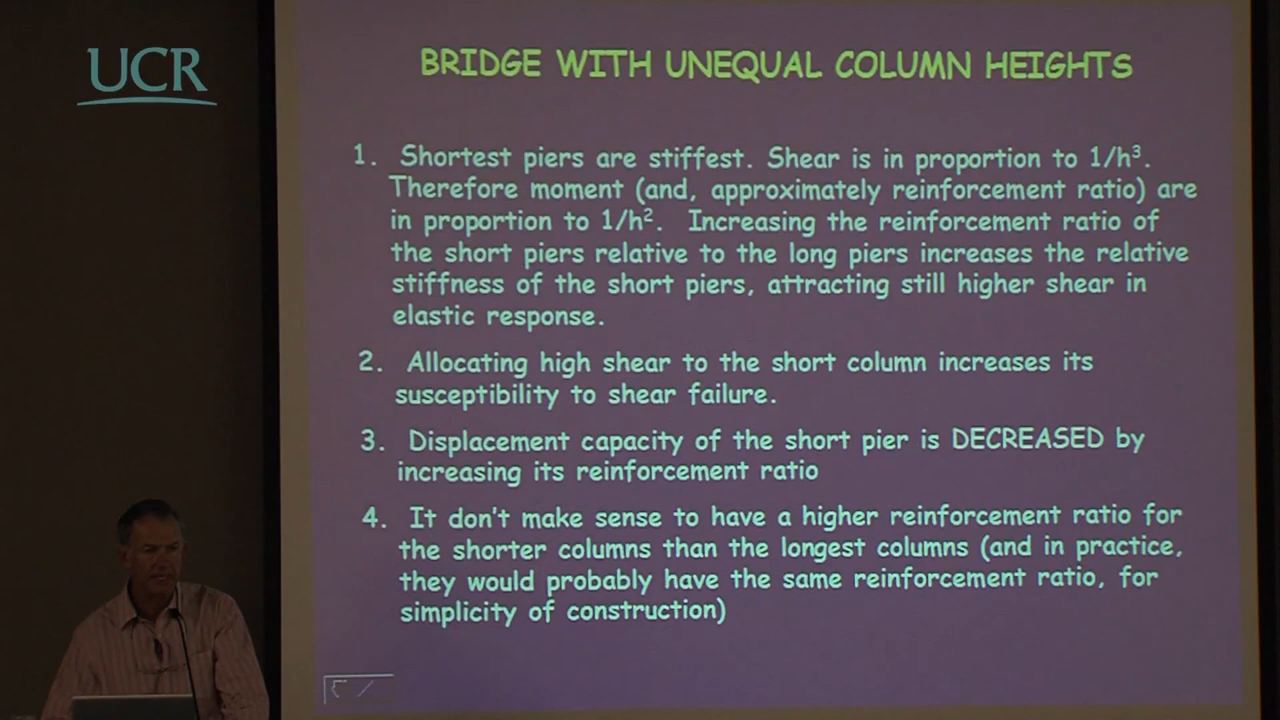 UCR
BRIDGE WITH UNEQUAL COLUMN HEIGHTS
1. Shortest piers are stiffest. Shear is in proportion to 1/h³.
Therefore moment (and, approximately reinforcement ratio) are
in proportion to 1/h². Increasing the reinforcement ratio of
the short piers relative to the long piers increases the relative
stiffness of the short piers, attracting still higher shear in
elastic response.
2. Allocating high shear to the short column increases its
susceptibility to shear failure.
3. Displacement capacity of the short pier is DECREASED by
increasing its reinforcement ratio
4. It don't make sense to have a higher reinforcement ratio for
the shorter columns than the longest columns (and in practice,
they would probably have the same reinforcement ratio, for
simplicity of construction)